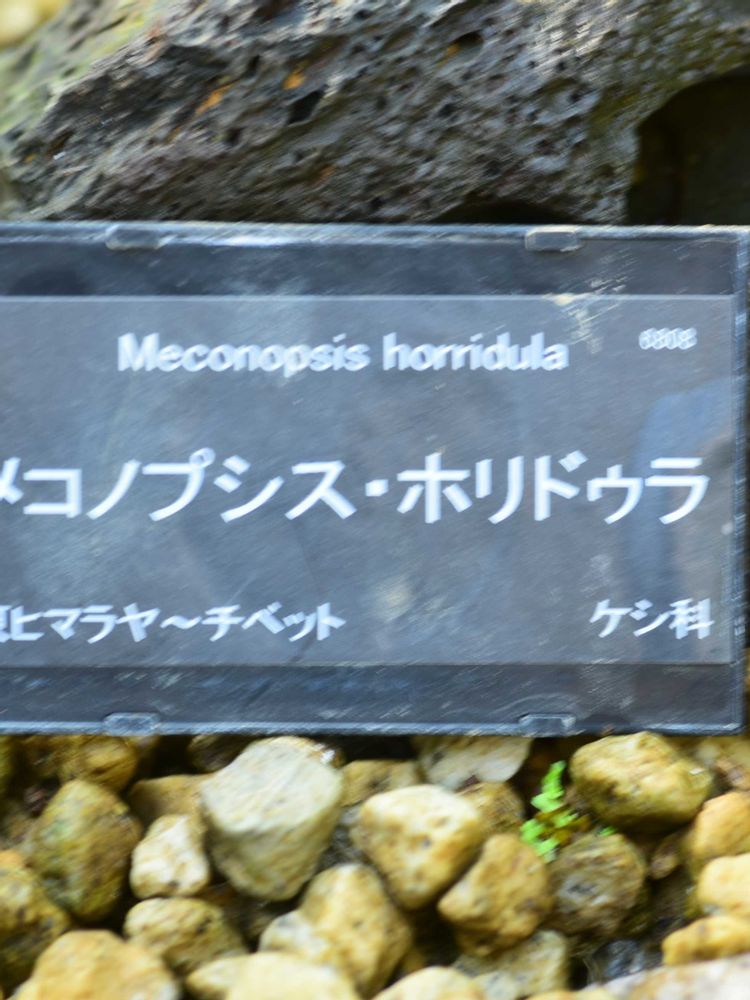 Meconopsis horridula 6808
メコノプシス・ホリドゥラ
ヒマラヤ～チベット ケシ科